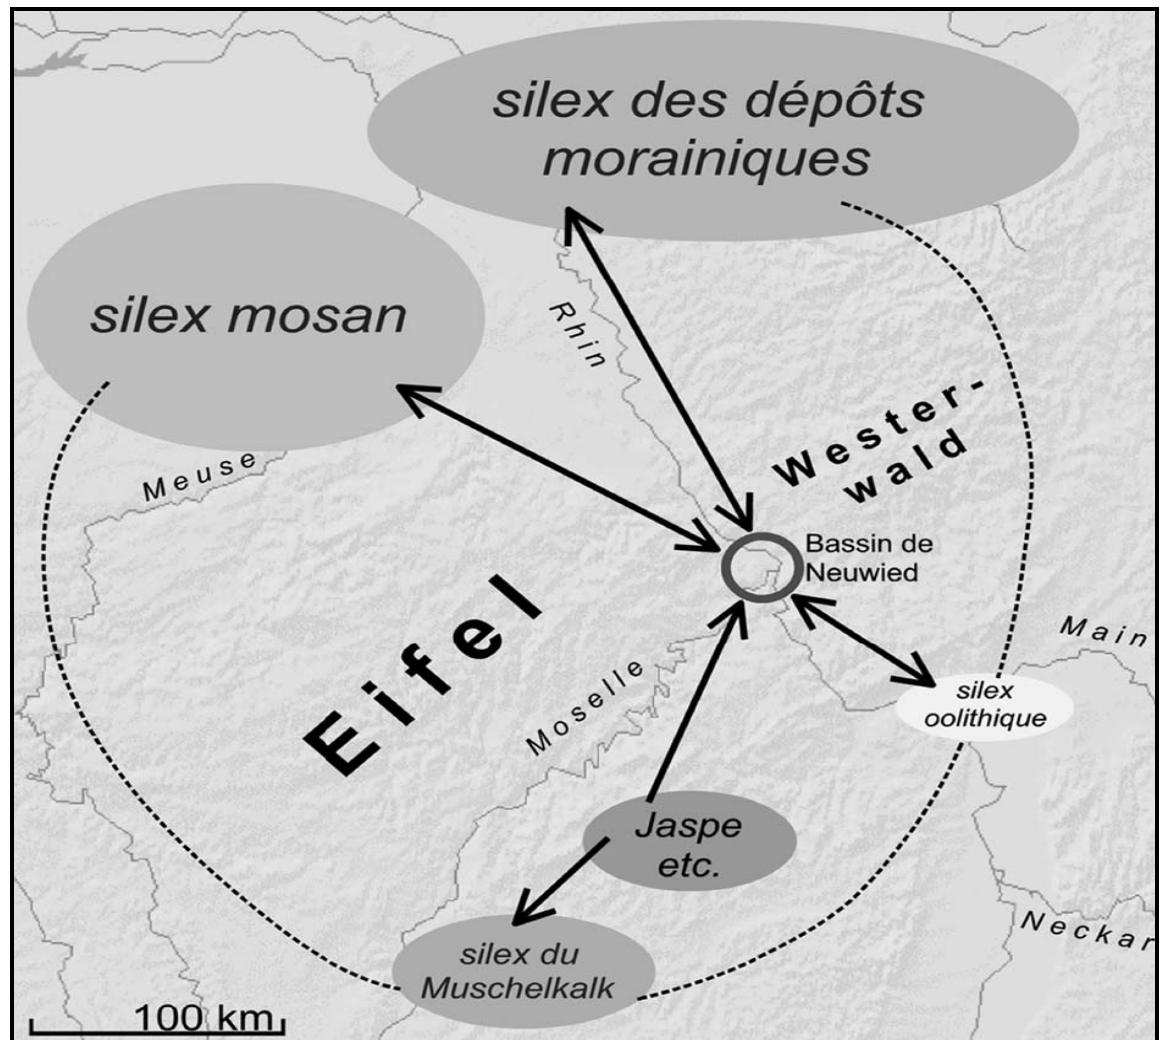 silex des dépôts
morainiques
silex mosan
Rhin
Wester-
wald
Meuse
Bassin de
Neuwied
Eifel
Main
Moselle
silex
oolithique
Jaspe
etc.
Neckar
silex du
Muschelkalk
100 km